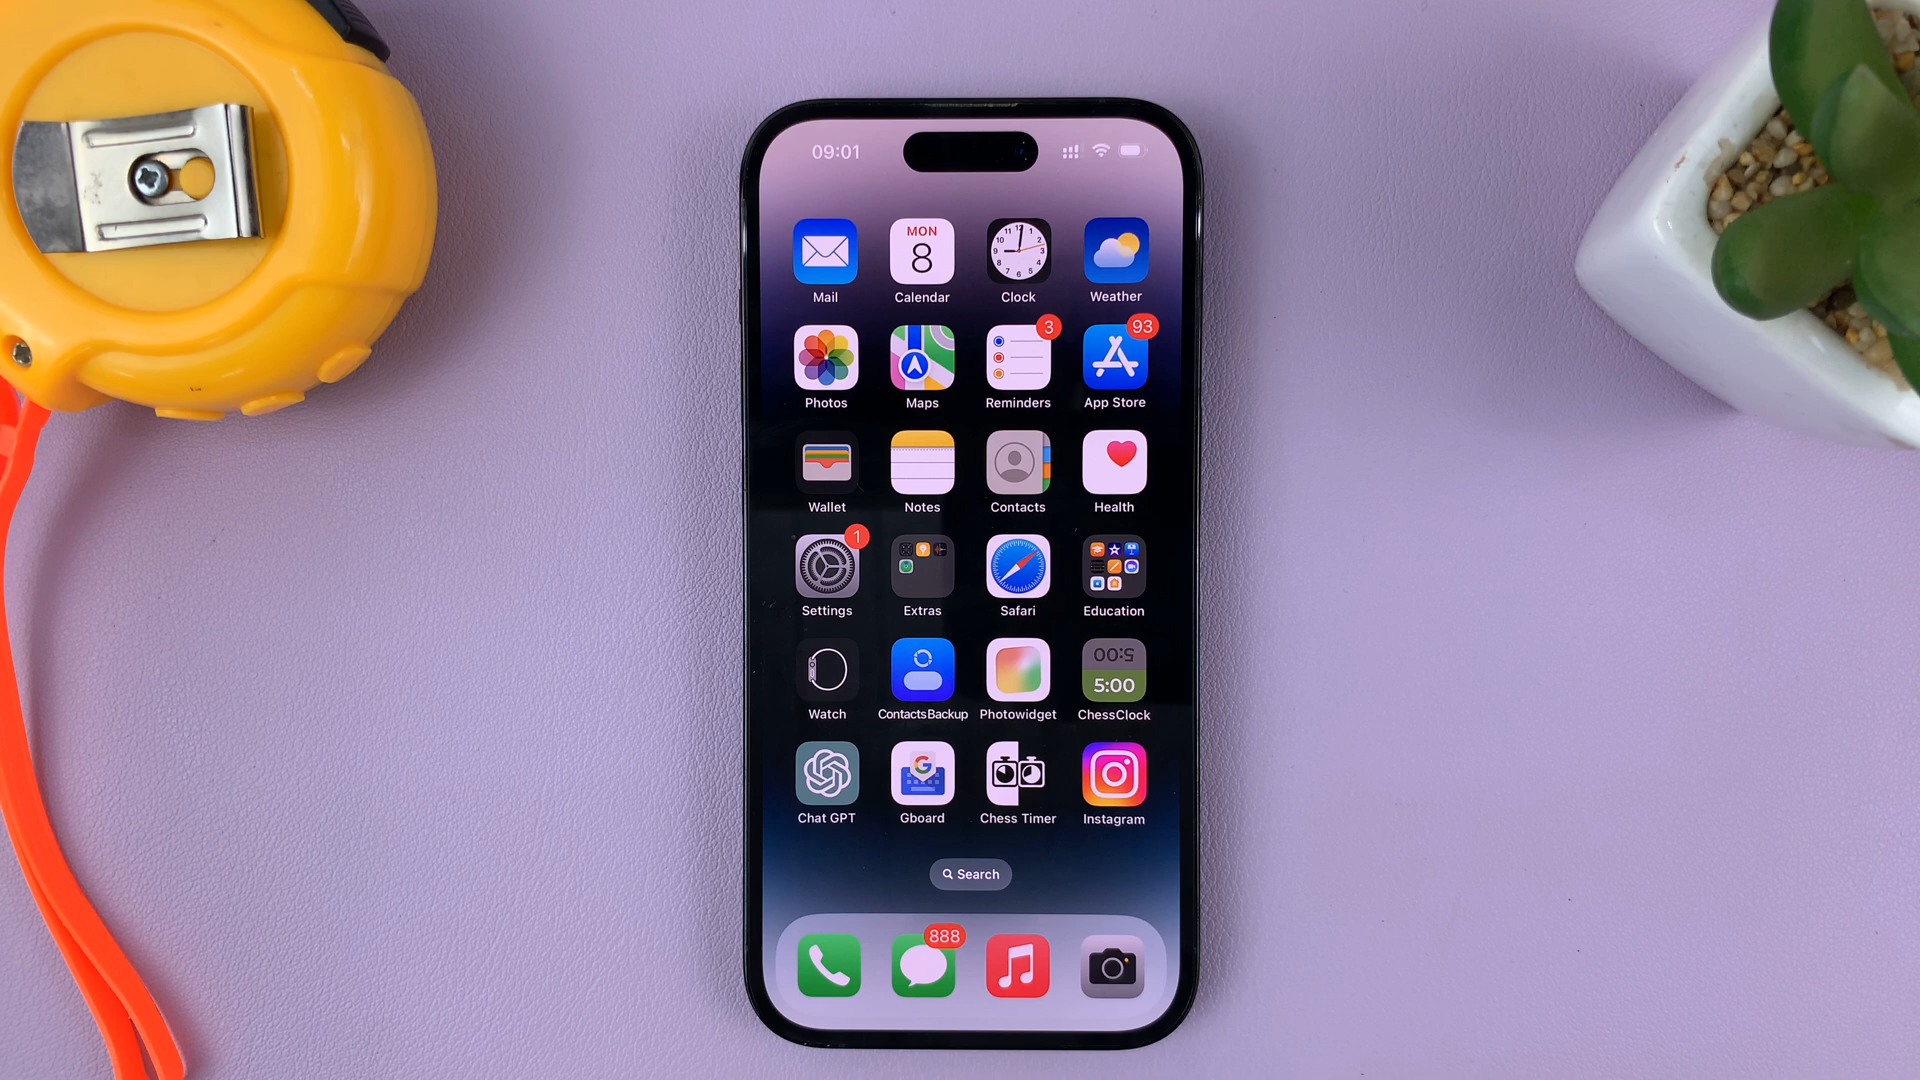 09:01
MON
8
Mail Calendar Clock Weather
3 93
Photos Maps Reminders App Store
Wallet Notes Contacts Health
1
Settings Extras Safari Education
00:5
5:00
Watch ContactsBackup Photowidget ChessClock
G
Chat GPT Gboard Chess Timer Instagram
Search
888